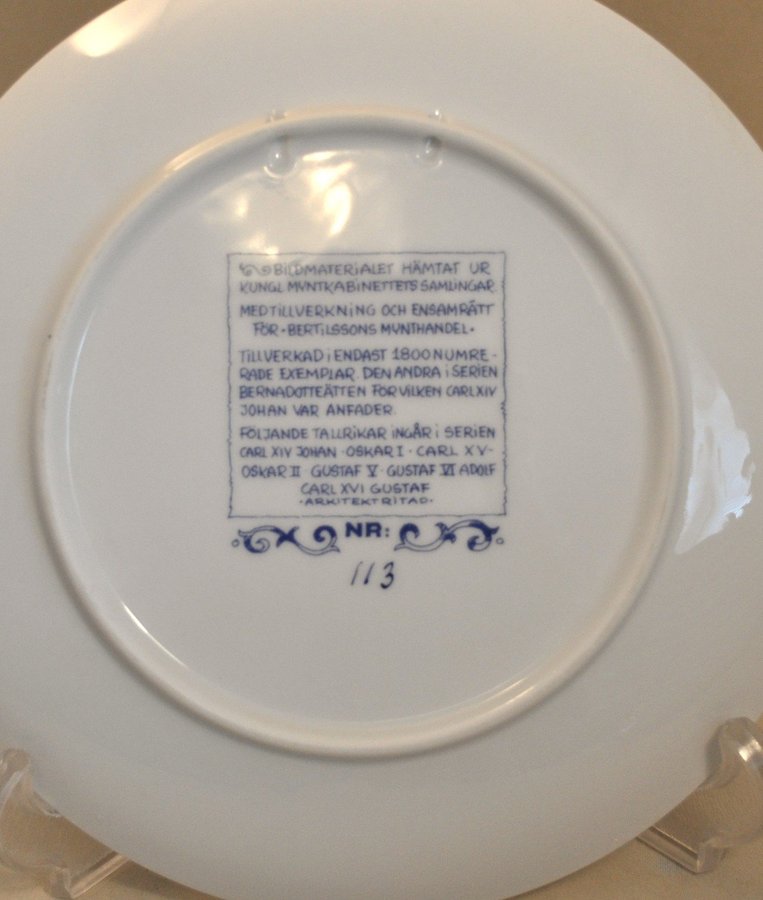 BILDMATERIALET HÄMTAT UR
KUNGL MYNTKABINETTETS SAMLINGAR.
MEDTILLVERKNING OCH ENSAMRÄTT
FÖR · BERTILSSONS MYNTHANDEL ·
TILLVERKAD i ENDAST 1800 NUMRE-
RADE EXEMPLAR. DEN ANDRA i SERIEN
BERNADOTTEÄTTEN FÖR VILKEN CARL XIV
JOHAN VAR ANFADER.
FÖLJANDE TALLRIKAR INGÅR i SERIEN
CARL XIV JOHAN · OSKAR I · CARL XV ·
OSKAR II · GUSTAF V · GUSTAF VI ADOLF
CARL XVI GUSTAF
· ARKITEKTRITAD ·
NR:
113